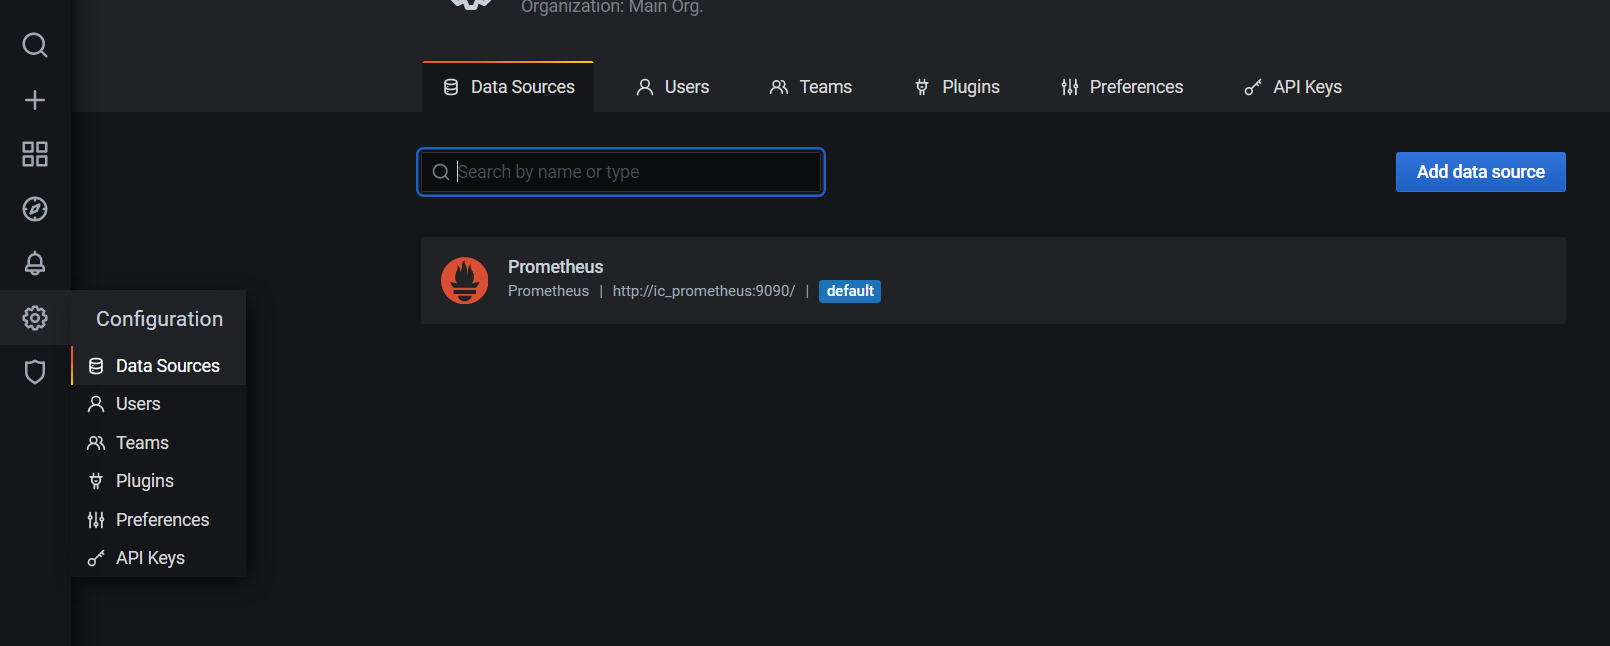 Organization: Main Org.
Data Sources Users Teams Plugins Preferences API Keys
Search by name or type
Add data source
Prometheus
Prometheus | http://ic_prometheus:9090/ | default
Configuration
Data Sources
Users
Teams
Plugins
Preferences
API Keys